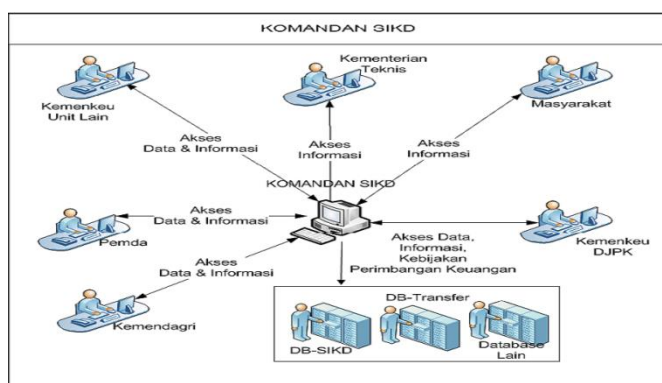 KOMANDAN SIKD
Kemenkeu
Unit Lain
Kementerian
Teknis
Masyarakat
Akses
Data & Informasi
Akses
Informasi
Akses
Informasi
KOMANDAN SIKD
Pemda
Akses
Data & Informasi
Akses Data,
Informasi,
Kebijakan
Perimbangan Keuangan
Kemenkeu
DJPK
Akses
Data & Informasi
Kemendagri
DB-SIKD
DB-Transfer
Database
Lain